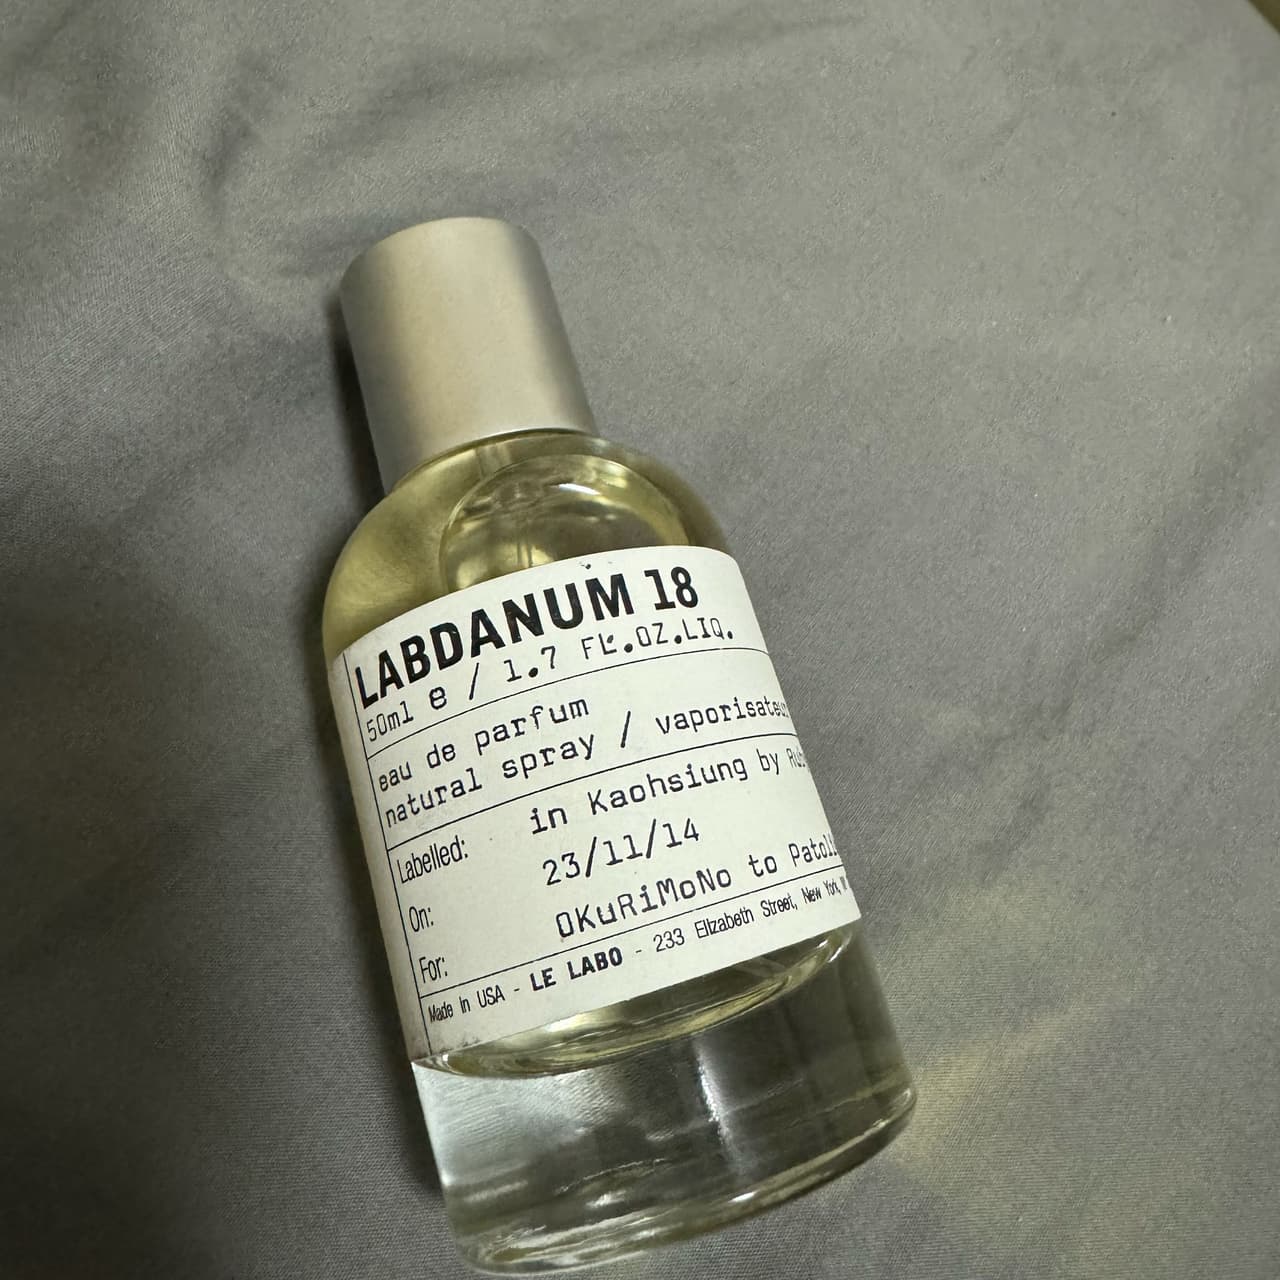 LABDANUM 18
50ml e / 1.7 FL.OZ.LIQ.
eau de parfum
natural spray / vaporisateur
Labelled: in Kaohsiung by
On: 23/11/14
For: OKuRiMoNo to
Made in USA - LE LABO - 233 Elizabeth Street, New York,